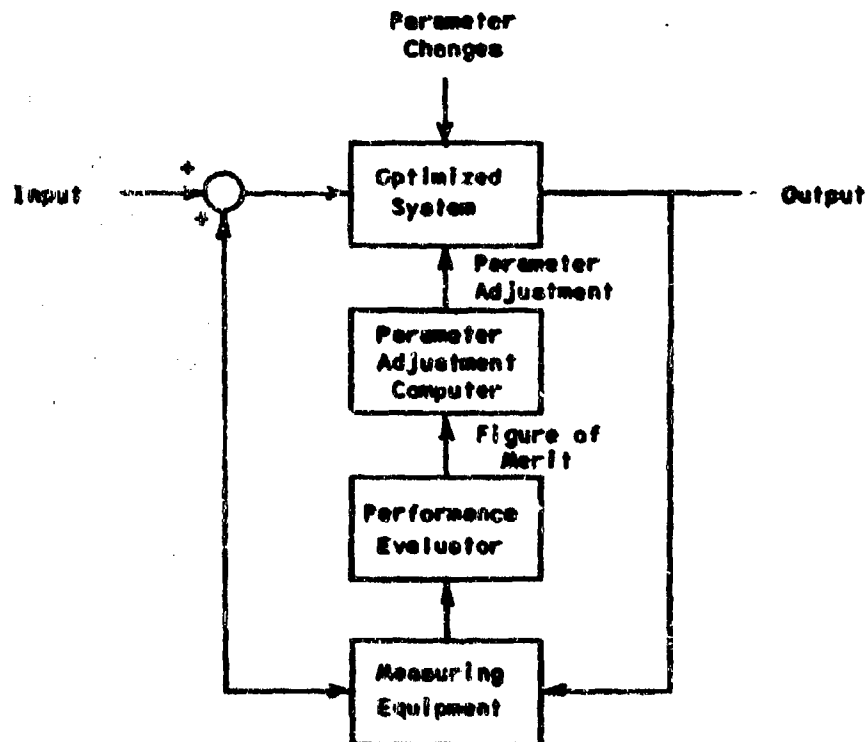 Parameter
Changes
+
Input
+
Optimized
System
Output
Parameter
Adjustment
Parameter
Adjustment
Computer
Figure of
Merit
Performance
Evaluator
Measuring
Equipment